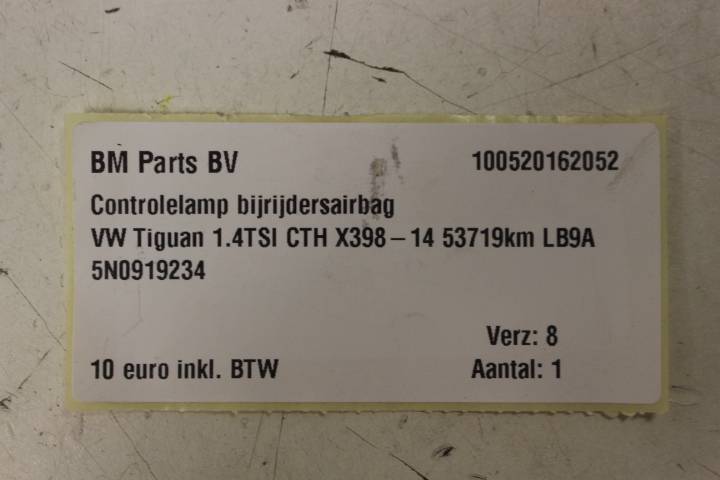 BM Parts BV 100520162052
Controlelamp bijrijdersairbag
VW Tiguan 1.4TSI CTH X398-14 53719km LB9A
5N0919234
Verz: 8
10 euro inkl. BTW Aantal: 1